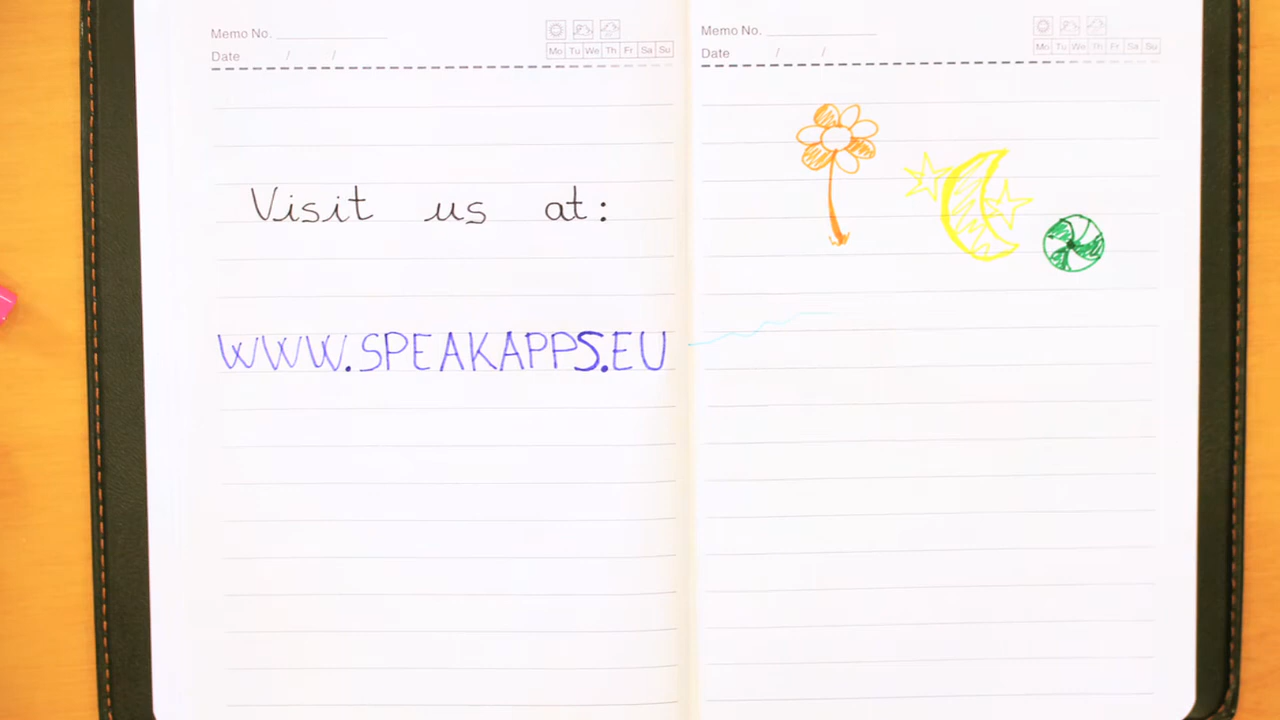 Memo No.
Date / /
Mo Tu We Th Fr Sa Su
Visit us at:
WWW.SPEAKAPPS.EU
Memo No.
Date / /
Mo Tu We Th Fr Sa Su